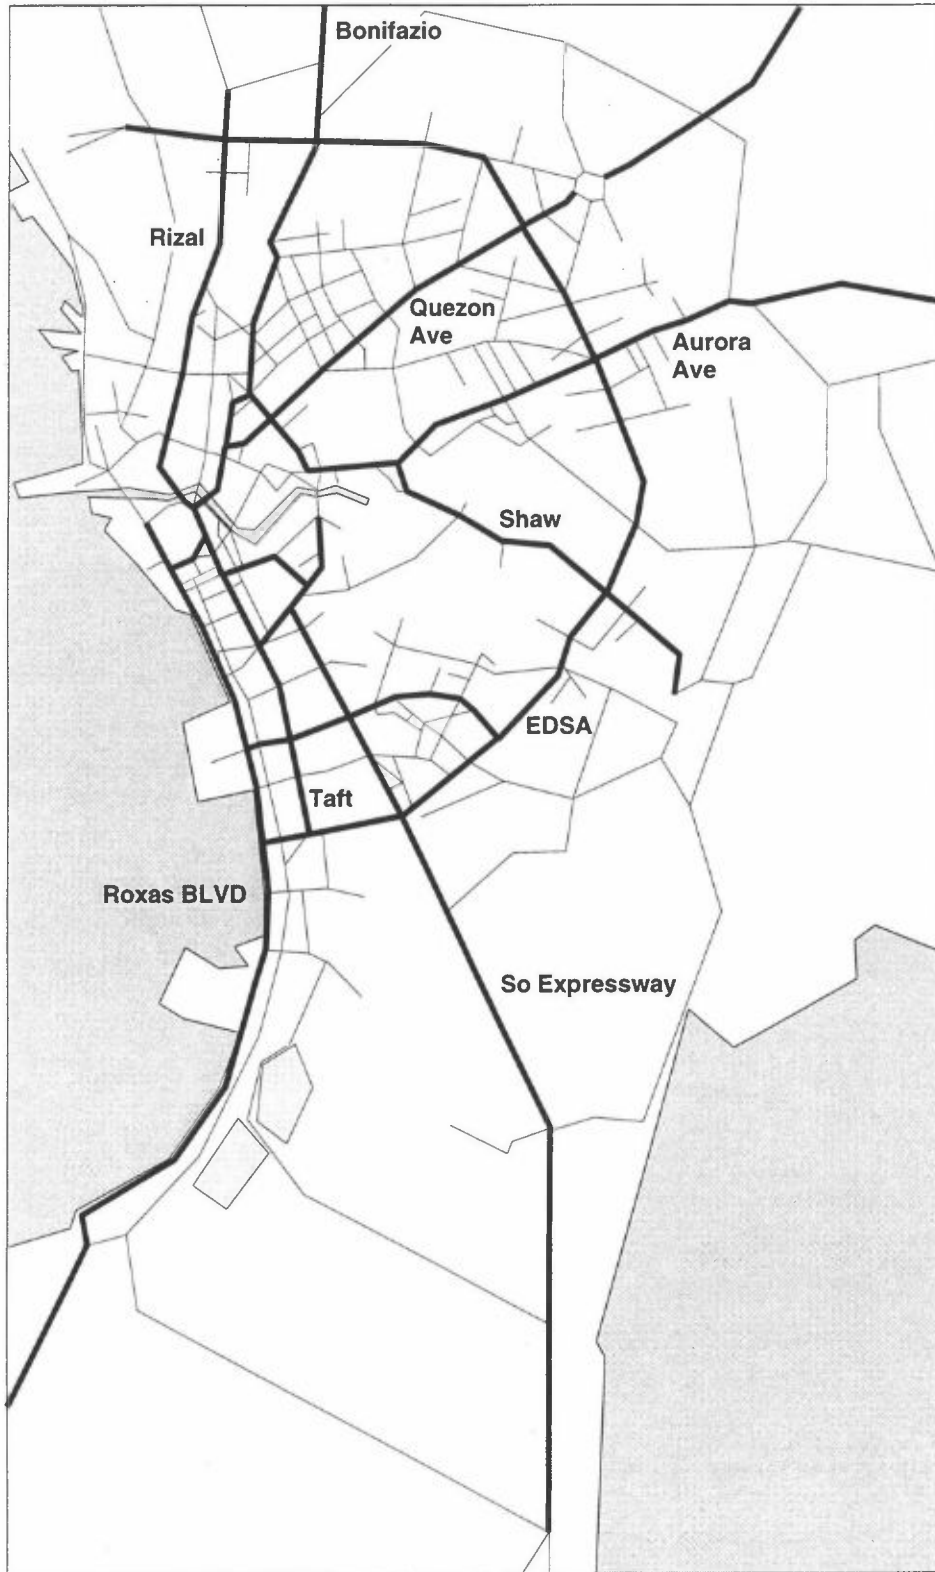 Bonifazio
Rizal
Quezon
Ave
Aurora
Ave
Shaw
EDSA
Taft
Roxas BLVD
So Expressway